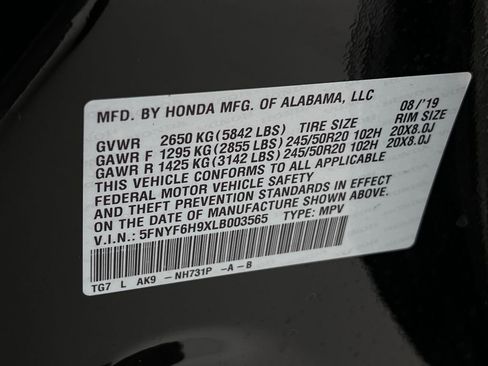 MFD. BY HONDA MFG. OF ALABAMA, LLC 08/'19
GVWR 2650 KG (5842 LBS) TIRE SIZE RIM SIZE
GAWR F 1295 KG (2855 LBS) 245/50R20 102H 20X8.0J
GAWR R 1425 KG (3142 LBS) 245/50R20 102H 20X8.0J
THIS VEHICLE CONFORMS TO ALL APPLICABLE
FEDERAL MOTOR VEHICLE SAFETY
AND THEFT PREVENTION STANDARDS IN EFFECT
ON THE DATE OF MANUFACTURE SHOWN ABOVE.
V.I.N.: 5FNYF6H9XLB003565 TYPE: MPV
TG7 L AK9 - NH731P -A-B